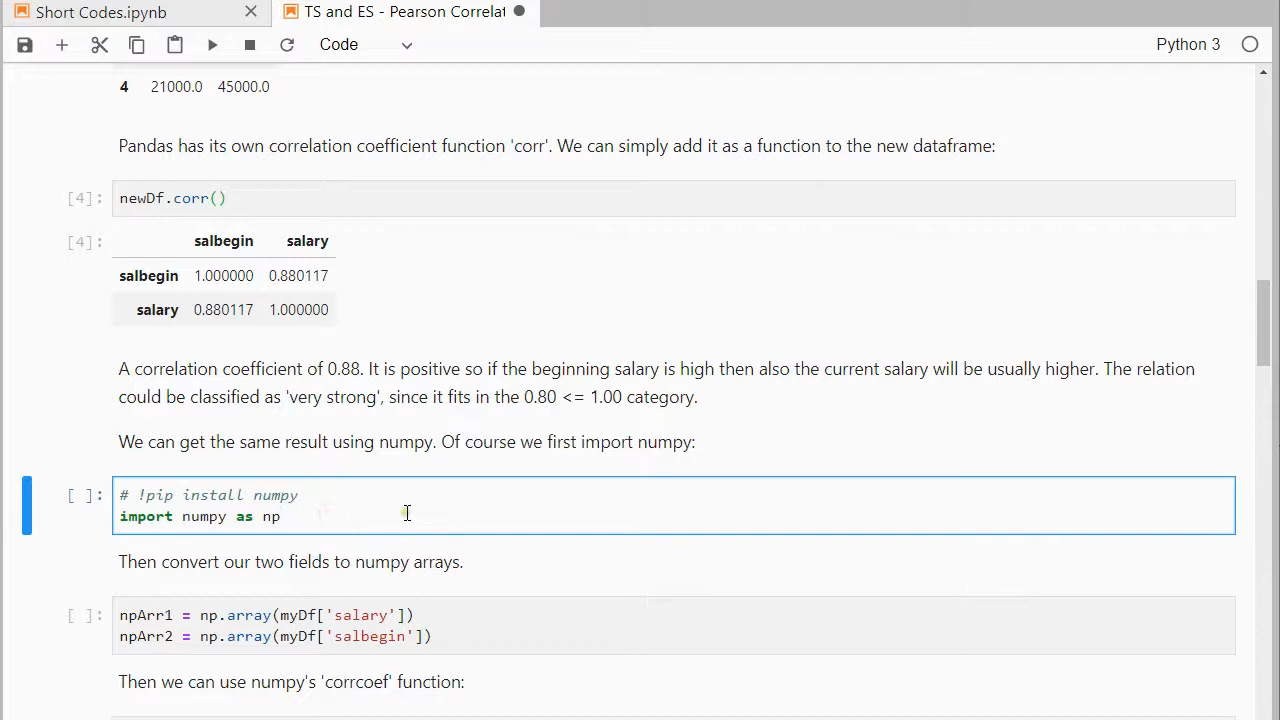 Short Codes.ipynb
TS and ES - Pearson Correlat
Code
Python 3
4 21000.0 45000.0
Pandas has its own correlation coefficient function 'corr'. We can simply add it as a function to the new dataframe:
[4]: newDf.corr()
[4]: salbegin salary
salbegin 1.000000 0.880117
salary 0.880117 1.000000
A correlation coefficient of 0.88. It is positive so if the beginning salary is high then also the current salary will be usually higher. The relation
could be classified as 'very strong', since it fits in the 0.80 <= 1.00 category.
We can get the same result using numpy. Of course we first import numpy:
[ ]: # !pip install numpy
import numpy as np
Then convert our two fields to numpy arrays.
[ ]: npArr1 = np.array(myDf['salary'])
npArr2 = np.array(myDf['salbegin'])
Then we can use numpy's 'corrcoef' function: